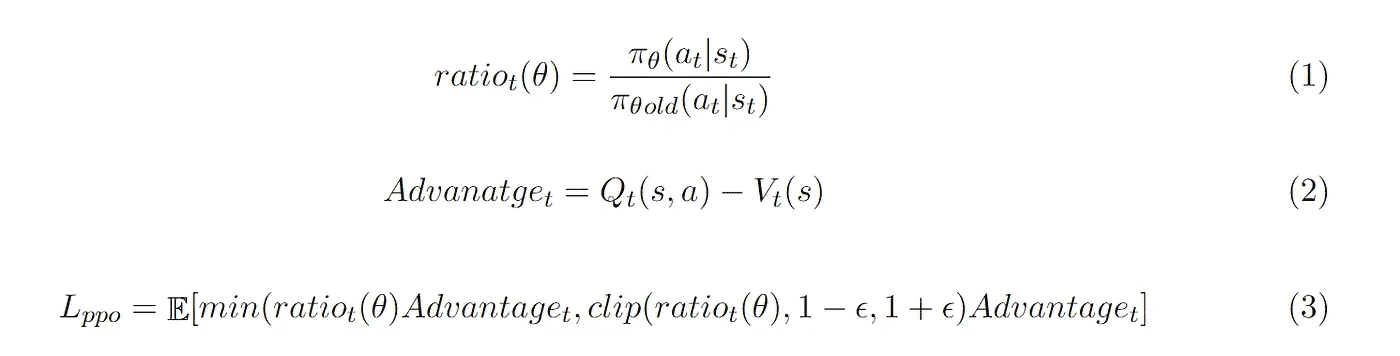 ratio_t(θ) = π_θ(a_t|s_t) / π_θold(a_t|s_t) (1)
Advanatge_t = Q_t(s, a) − V_t(s) (2)
L_ppo = 𝔼[min(ratio_t(θ)Advantage_t, clip(ratio_t(θ), 1 − ϵ, 1 + ϵ)Advantage_t] (3)